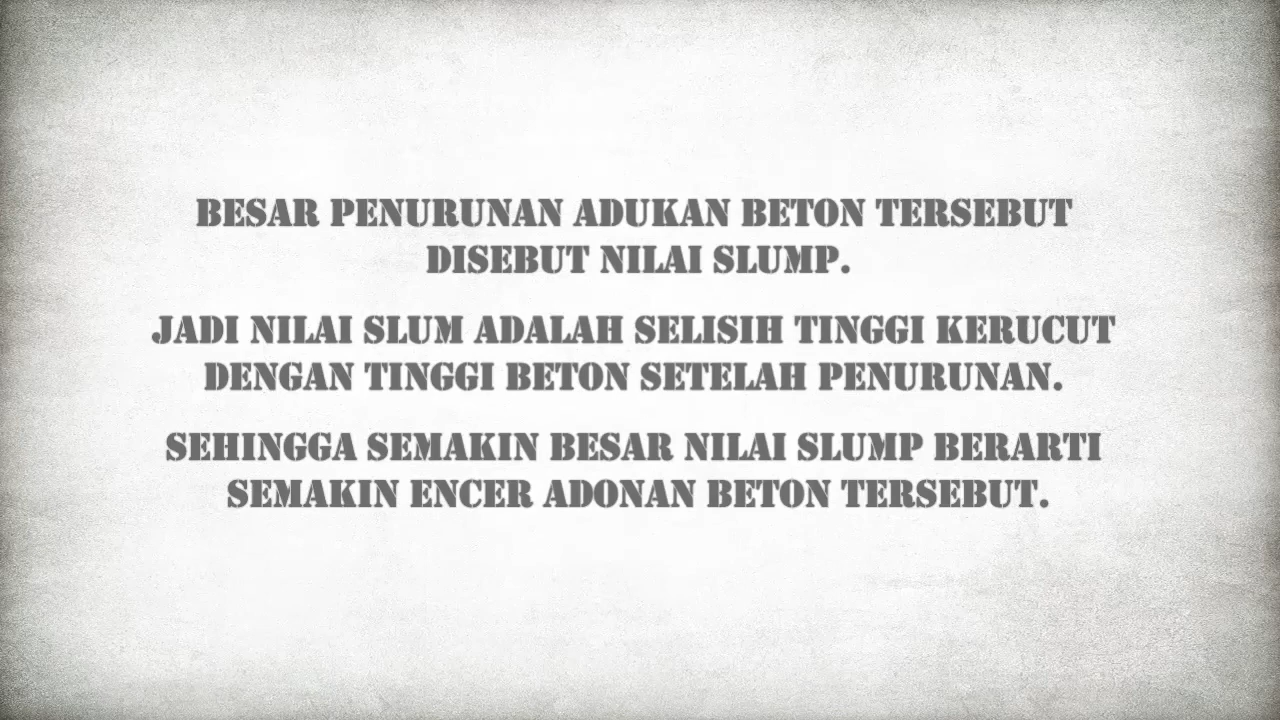 BESAR PENURUNAN ADUKAN BETON TERSEBUT
DISEBUT NILAI SLUMP.
JADI NILAI SLUM ADALAH SELISIH TINGGI KERUCUT
DENGAN TINGGI BETON SETELAH PENURUNAN.
SEHINGGA SEMAKIN BESAR NILAI SLUMP BERARTI
SEMAKIN ENCER ADONAN BETON TERSEBUT.